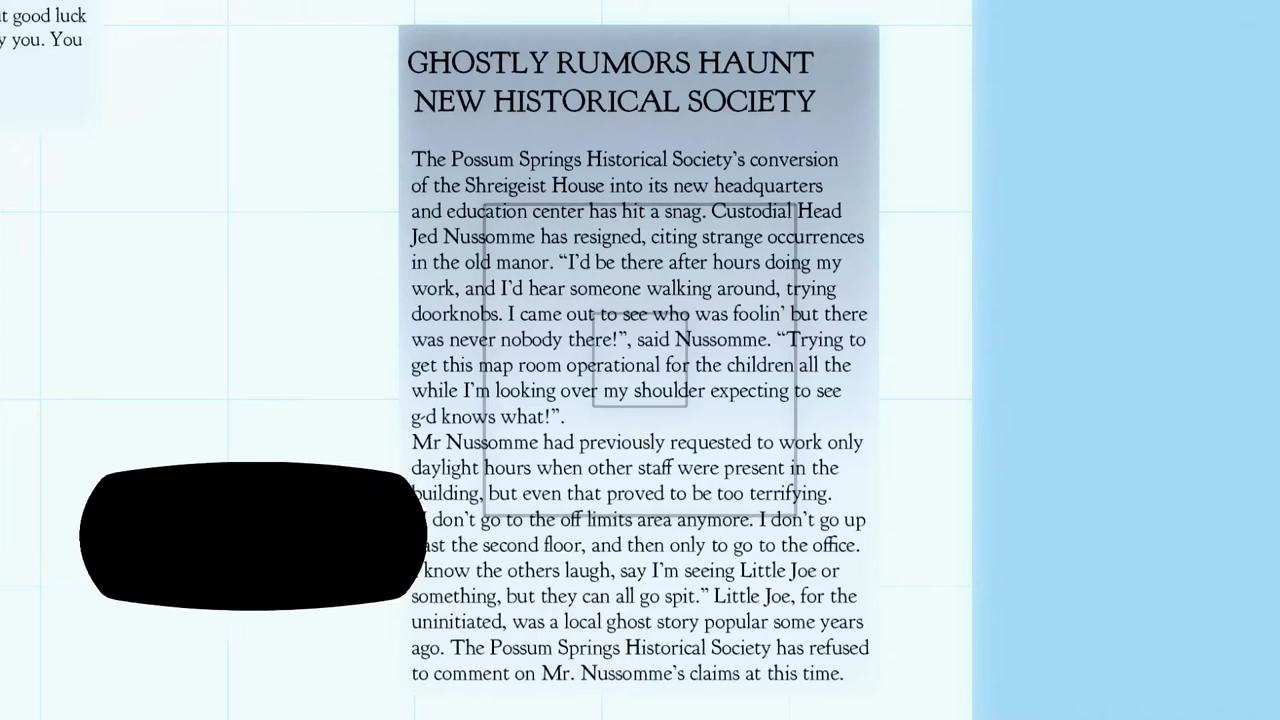 t good luck
y you. You
GHOSTLY RUMORS HAUNT
NEW HISTORICAL SOCIETY
The Possum Springs Historical Society's conversion
of the Shreigeist House into its new headquarters
and education center has hit a snag. Custodial Head
Jed Nussomme has resigned, citing strange occurrences
in the old manor. “I'd be there after hours doing my
work, and I'd hear someone walking around, trying
doorknobs. I came out to see who was foolin' but there
was never nobody there!”, said Nussomme. “Trying to
get this map room operational for the children all the
while I'm looking over my shoulder expecting to see
g-d knows what!”.
Mr Nussomme had previously requested to work only
daylight hours when other staff were present in the
building, but even that proved to be too terrifying.
don't go to the off limits area anymore. I don't go up
ast the second floor, and then only to go to the office.
know the others laugh, say I'm seeing Little Joe or
something, but they can all go spit.” Little Joe, for the
uninitiated, was a local ghost story popular some years
ago. The Possum Springs Historical Society has refused
to comment on Mr. Nussomme's claims at this time.